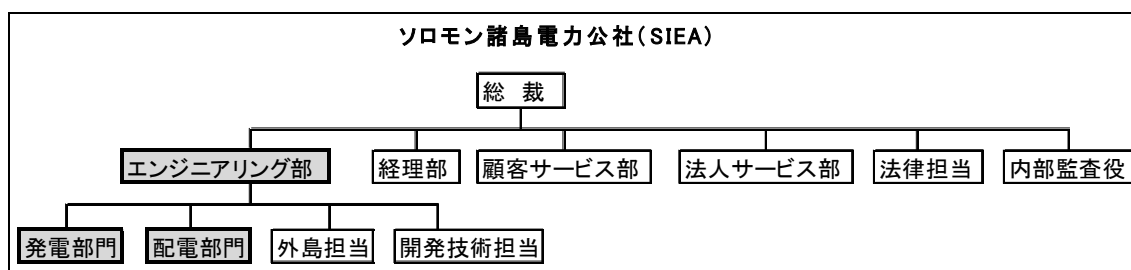 ソロモン諸島電力公社(SIEA)
総 裁
エンジニアリング部 経理部 顧客サービス部 法人サービス部 法律担当 内部監査役
発電部門 配電部門 外島担当 開発技術担当